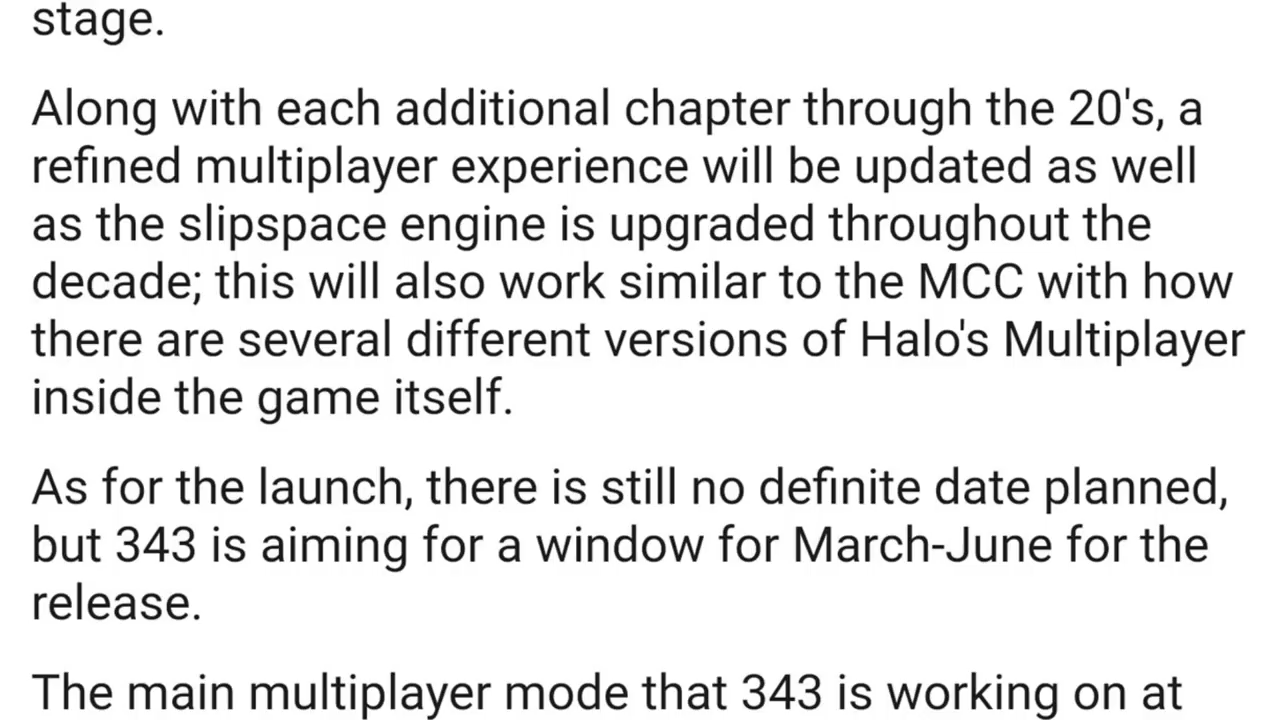 stage.
Along with each additional chapter through the 20's, a
refined multiplayer experience will be updated as well
as the slipspace engine is upgraded throughout the
decade; this will also work similar to the MCC with how
there are several different versions of Halo's Multiplayer
inside the game itself.
As for the launch, there is still no definite date planned,
but 343 is aiming for a window for March-June for the
release.
The main multiplayer mode that 343 is working on at